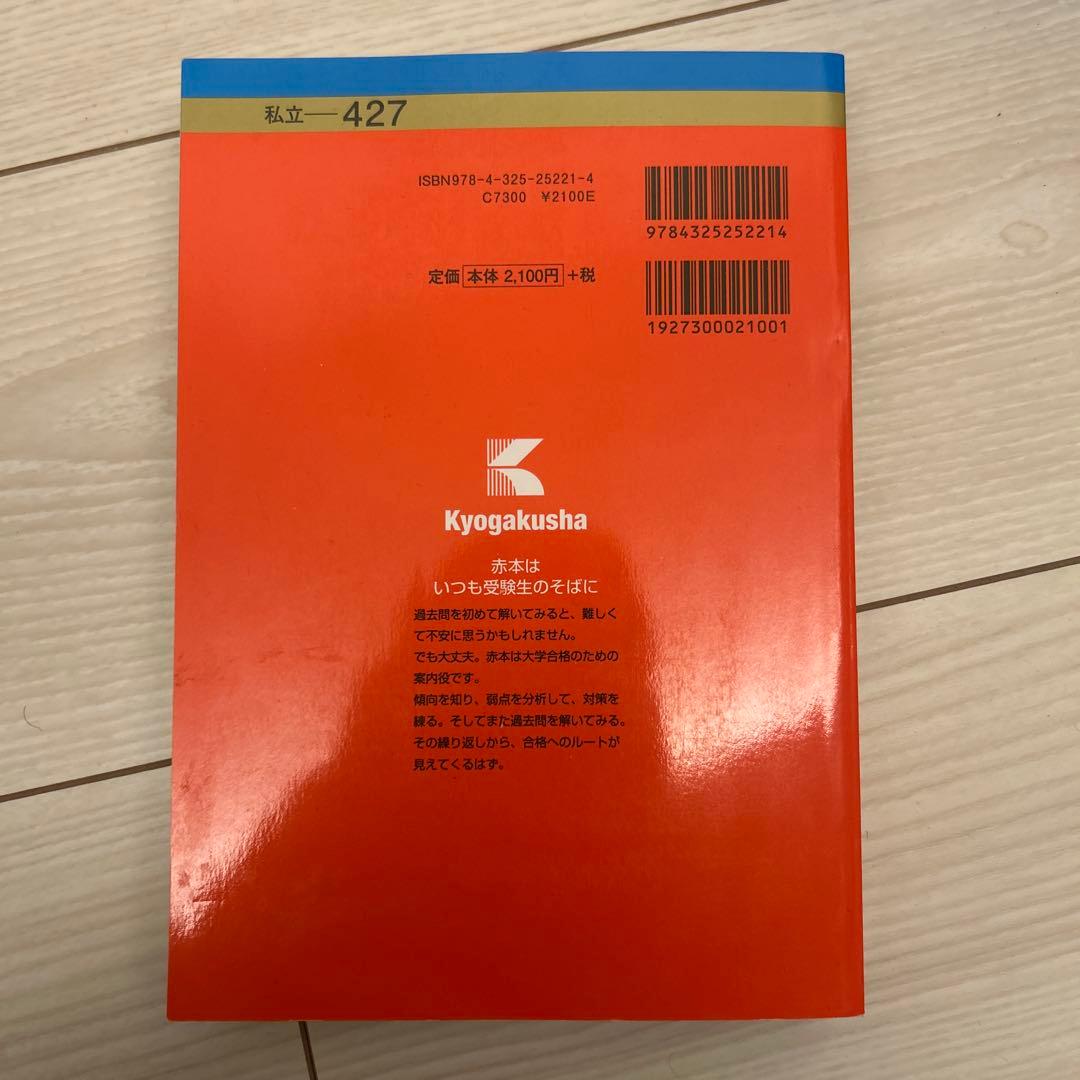 私立―427
ISBN978-4-325-25221-4
C7300 ¥2100E
9784325252214
定価 本体 2,100円 +税
1927300021001
Kyogakusha
赤本は
いつも受験生のそばに
過去問を初めて解いてみると、難しく
て不安に思うかもしれません。
でも大丈夫。赤本は大学合格のための
案内役です。
傾向を知り、弱点を分析して、対策を
練る。そしてまた過去問を解いてみる。
その繰り返しから、合格へのルートが
見えてくるはず。